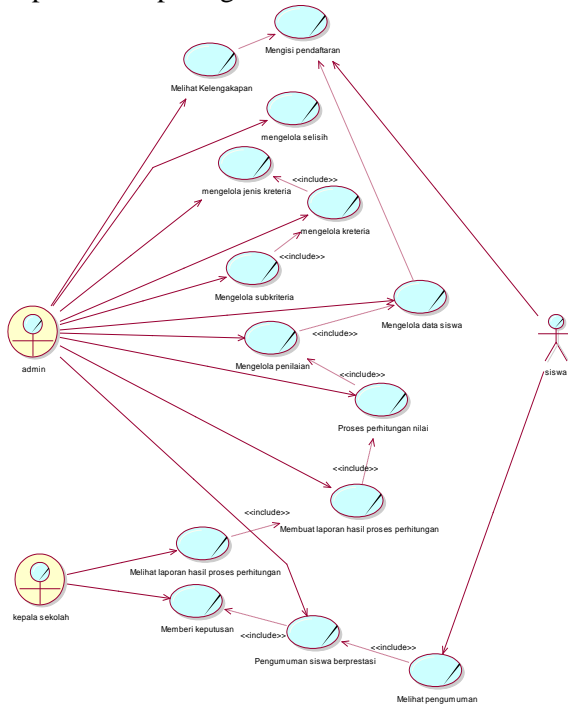 Mengisi pendaftaran
Melihat Kelengakapan
mengelola selisih
<<include>>
mengelola jenis kreteria
mengelola kreteria
<<include>>
Mengelola subkriteria
Mengelola data siswa
<<include>>
admin
Mengelola penilaian
siswa
<<include>>
Proses perhitungan nilai
<<include>>
<<include>>
Membuat laporan hasil proses perhitungan
Melihat laporan hasil proses perhitungan
kepala sekolah
Memberi keputusan
<<include>>
Pengumuman siswa berprestasi
<<include>>
Melihat pengumuman